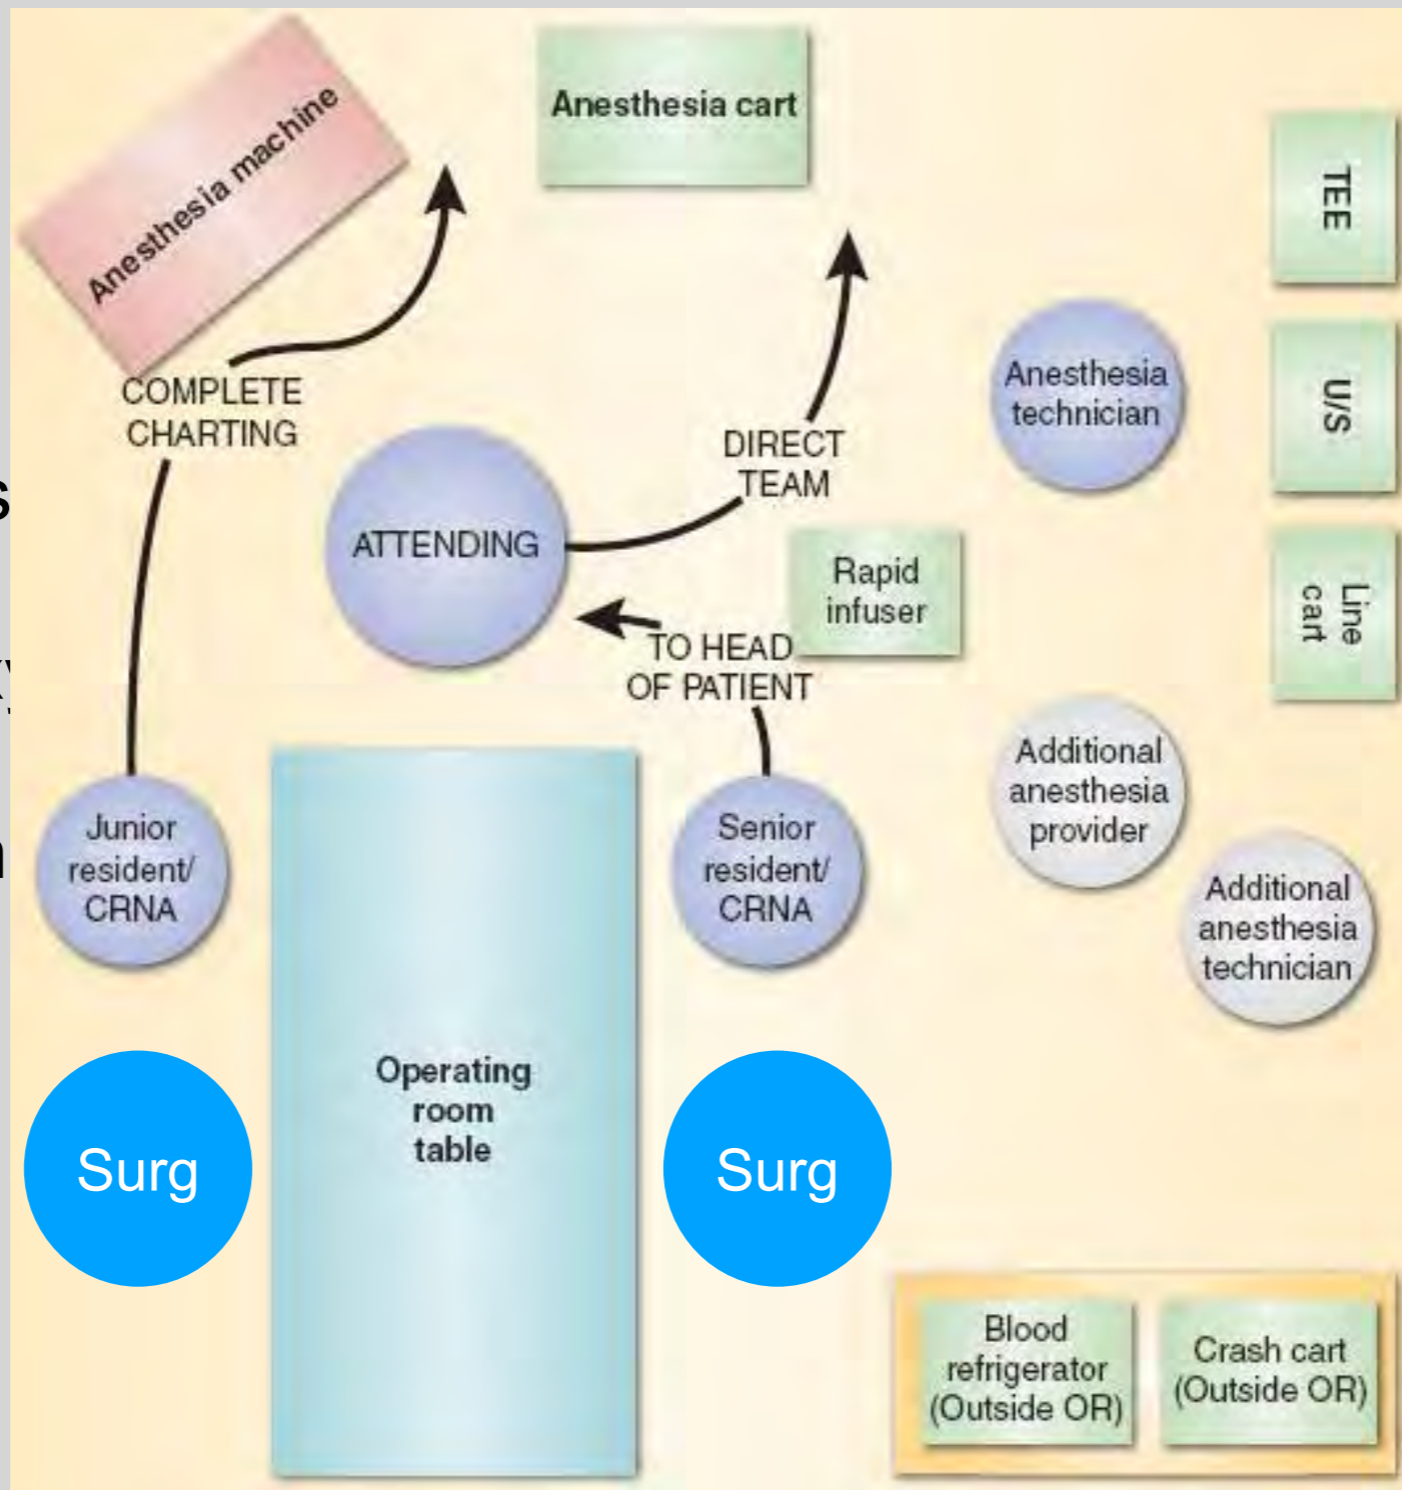 Anesthesia machine
Anesthesia cart
TEE
COMPLETE
CHARTING
Anesthesia
technician
U/S
DIRECT
TEAM
ATTENDING
Rapid
infuser
Line
cart
TO HEAD
OF PATIENT
Junior
resident/
CRNA
Senior
resident/
CRNA
Additional
anesthesia
provider
Additional
anesthesia
technician
Operating
room
table
Surg
Surg
Blood
refrigerator
(Outside OR)
Crash cart
(Outside OR)